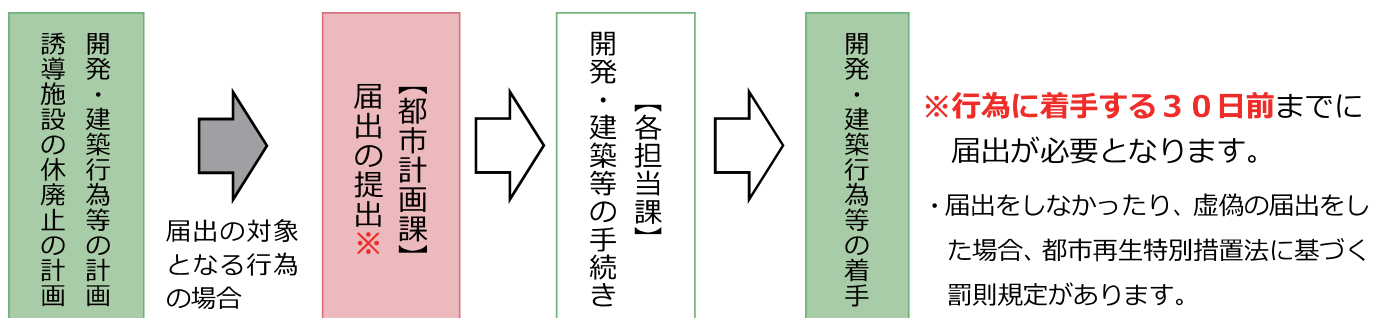 開発・建築行為等の計画
誘導施設の休廃止の計画
届出の対象
となる行為
の場合
【都市計画課】
届出の提出※
【各担当課】
開発・建築等の手続き
開発・建築行為等の着手
※行為に着手する３０日前までに
届出が必要となります。
・届出をしなかったり、虚偽の届出をし
た場合、都市再生特別措置法に基づく
罰則規定があります。